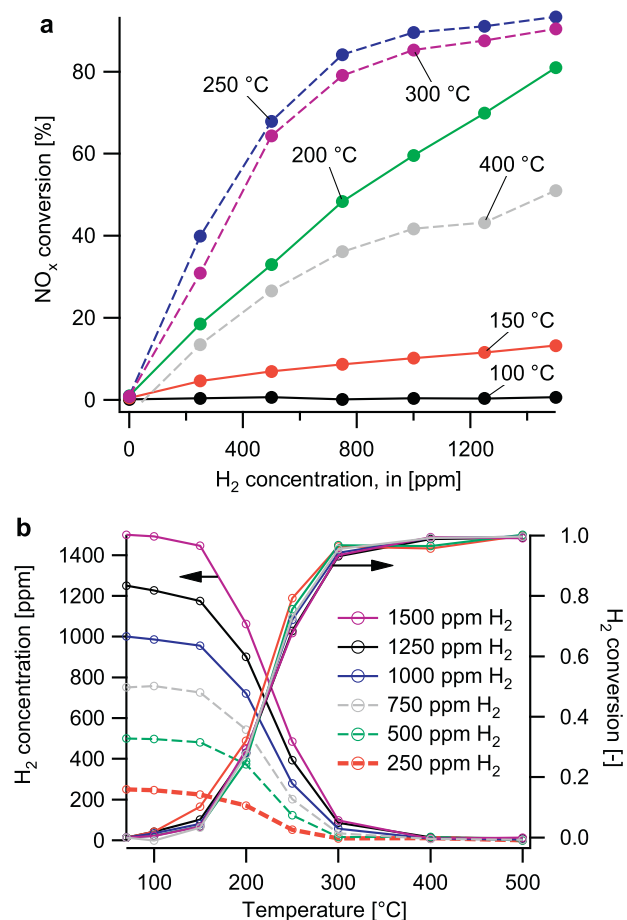 a
80
60
40
20
0
NOx conversion [%]
250 °C
300 °C
200 °C
400 °C
150 °C
100 °C
0
400
800
1200
H2 concentration, in [ppm]
b
1400
1200
1000
800
600
400
200
0
H2 concentration [ppm]
1500 ppm H2
1250 ppm H2
1000 ppm H2
750 ppm H2
500 ppm H2
250 ppm H2
1.0
0.8
0.6
0.4
0.2
0.0
H2 conversion [-]
100
200
300
400
500
Temperature [°C]